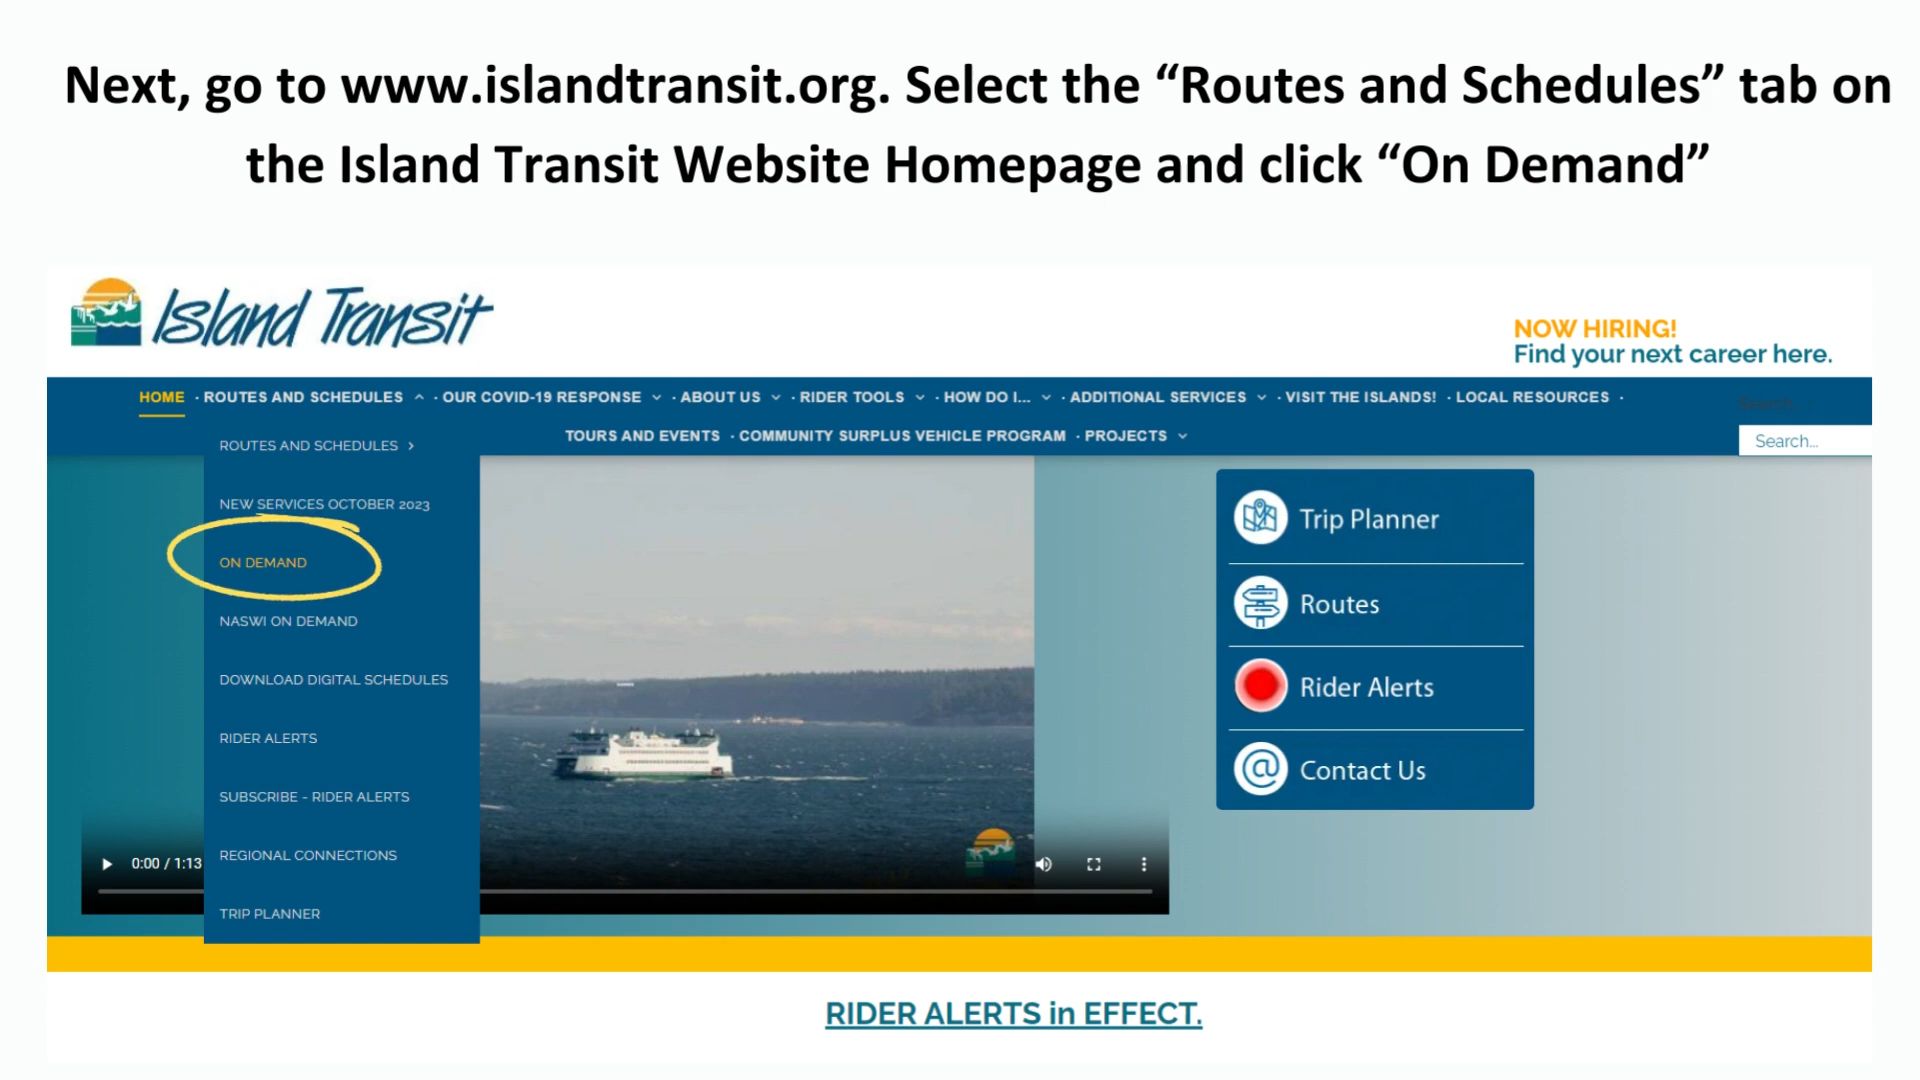 Next, go to www.islandtransit.org. Select the “Routes and Schedules” tab on
the Island Transit Website Homepage and click “On Demand”
Island Transit
NOW HIRING!
Find your next career here.
HOME · ROUTES AND SCHEDULES · OUR COVID-19 RESPONSE · ABOUT US · RIDER TOOLS · HOW DO I... · ADDITIONAL SERVICES · VISIT THE ISLANDS! · LOCAL RESOURCES ·
Search...
TOURS AND EVENTS · COMMUNITY SURPLUS VEHICLE PROGRAM · PROJECTS
Search...
ROUTES AND SCHEDULES >
NEW SERVICES OCTOBER 2023
ON DEMAND
NASWI ON DEMAND
DOWNLOAD DIGITAL SCHEDULES
RIDER ALERTS
SUBSCRIBE - RIDER ALERTS
REGIONAL CONNECTIONS
TRIP PLANNER
0:00 / 1:13
Trip Planner
Routes
Rider Alerts
@ Contact Us
RIDER ALERTS in EFFECT.